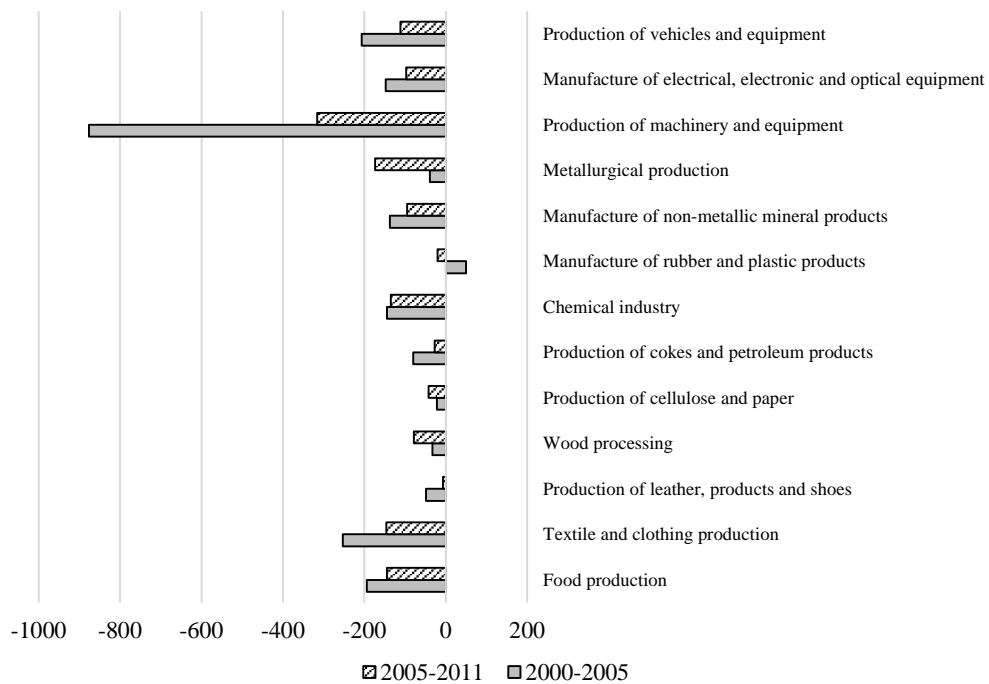 Production of vehicles and equipment
Manufacture of electrical, electronic and optical equipment
Production of machinery and equipment
Metallurgical production
Manufacture of non-metallic mineral products
Manufacture of rubber and plastic products
Chemical industry
Production of cokes and petroleum products
Production of cellulose and paper
Wood processing
Production of leather, products and shoes
Textile and clothing production
Food production
-1000 -800 -600 -400 -200 0 200
2005-2011 2000-2005